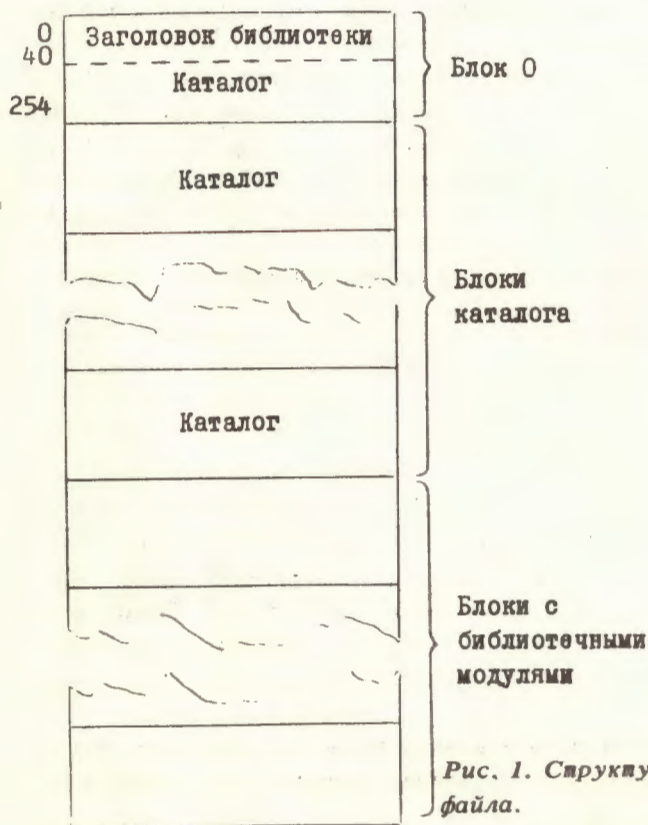 0
Заголовок библиотеки
40
Каталог
254
Блок 0
Каталог
Блоки
каталога
Каталог
Блоки с
библиотечными
модулями
Рис. 1. Структу
файла.